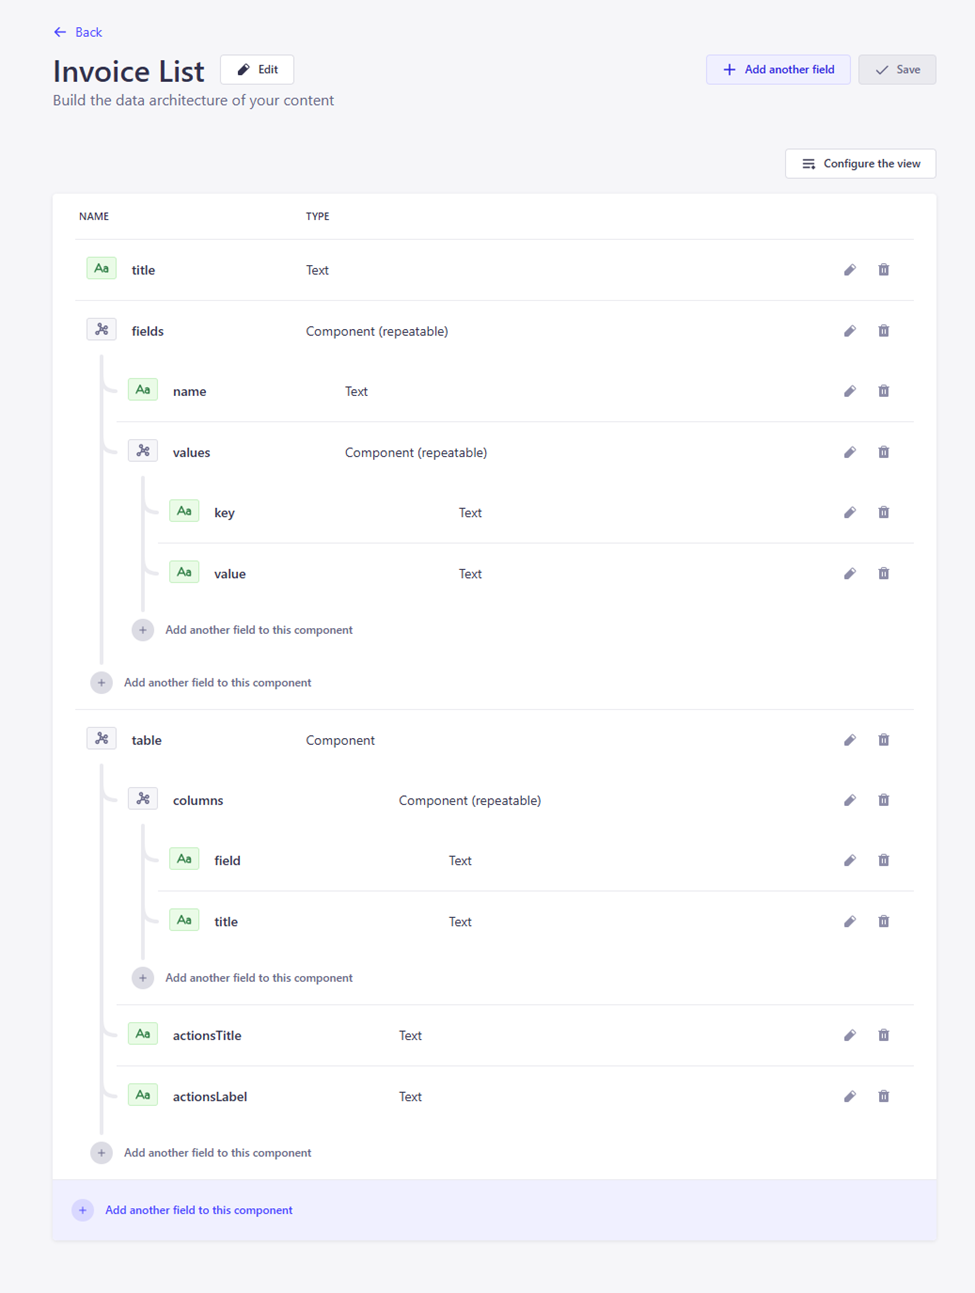 Back
Invoice List Edit
Add another field Save
Build the data architecture of your content
Configure the view
NAME TYPE
Aa title Text
fields Component (repeatable)
Aa name Text
values Component (repeatable)
Aa key Text
Aa value Text
Add another field to this component
Add another field to this component
table Component
columns Component (repeatable)
Aa field Text
Aa title Text
Add another field to this component
Aa actionsTitle Text
Aa actionsLabel Text
Add another field to this component
Add another field to this component